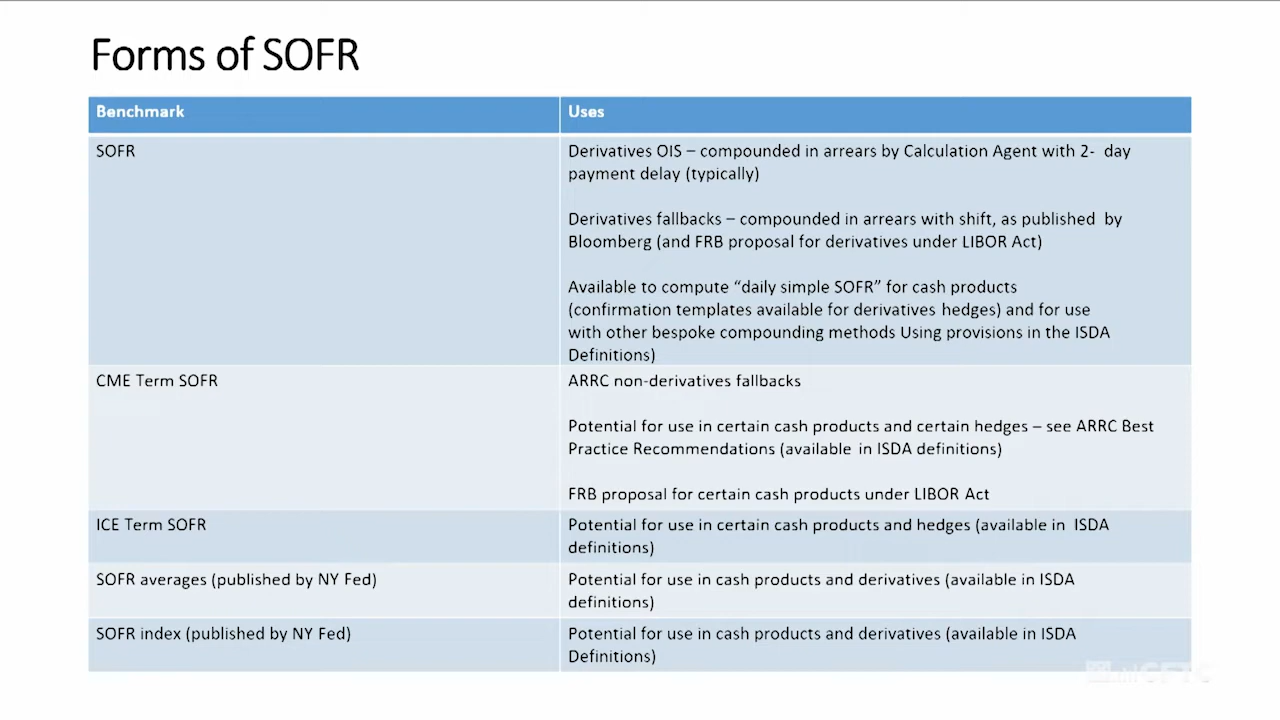 Forms of SOFR
Benchmark
Uses
SOFR
Derivatives OIS – compounded in arrears by Calculation Agent with 2- day
payment delay (typically)
Derivatives fallbacks – compounded in arrears with shift, as published by
Bloomberg (and FRB proposal for derivatives under LIBOR Act)
Available to compute “daily simple SOFR” for cash products
(confirmation templates available for derivatives hedges) and for use
with other bespoke compounding methods Using provisions in the ISDA
Definitions)
CME Term SOFR
ARRC non-derivatives fallbacks
Potential for use in certain cash products and certain hedges – see ARRC Best
Practice Recommendations (available in ISDA definitions)
FRB proposal for certain cash products under LIBOR Act
ICE Term SOFR
Potential for use in certain cash products and hedges (available in ISDA
definitions)
SOFR averages (published by NY Fed)
Potential for use in cash products and derivatives (available in ISDA
definitions)
SOFR index (published by NY Fed)
Potential for use in cash products and derivatives (available in ISDA
Definitions)
CFTC